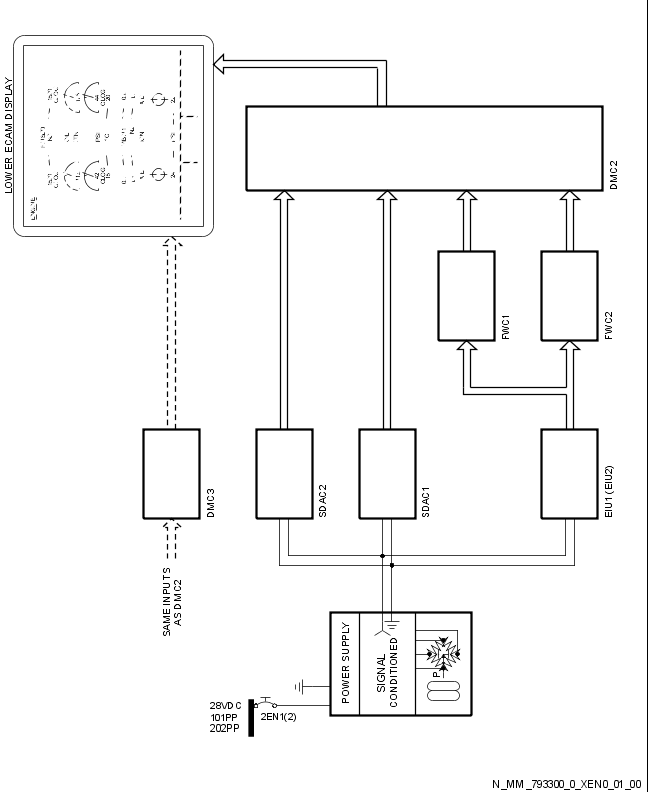 LOWER ECAM DISPLAY
ENGINE
DMC2
FWC1
FWC2
DMC3
SDAC2
SDAC1
EIU1 (EIU2)
SAME INPUTS
AS DMC2
POWER SUPPLY
SIGNAL
CONDITIONED
P
28VDC
101PP
202PP
2EN1(2)
N_MM_793300_0_XEN0_01_00